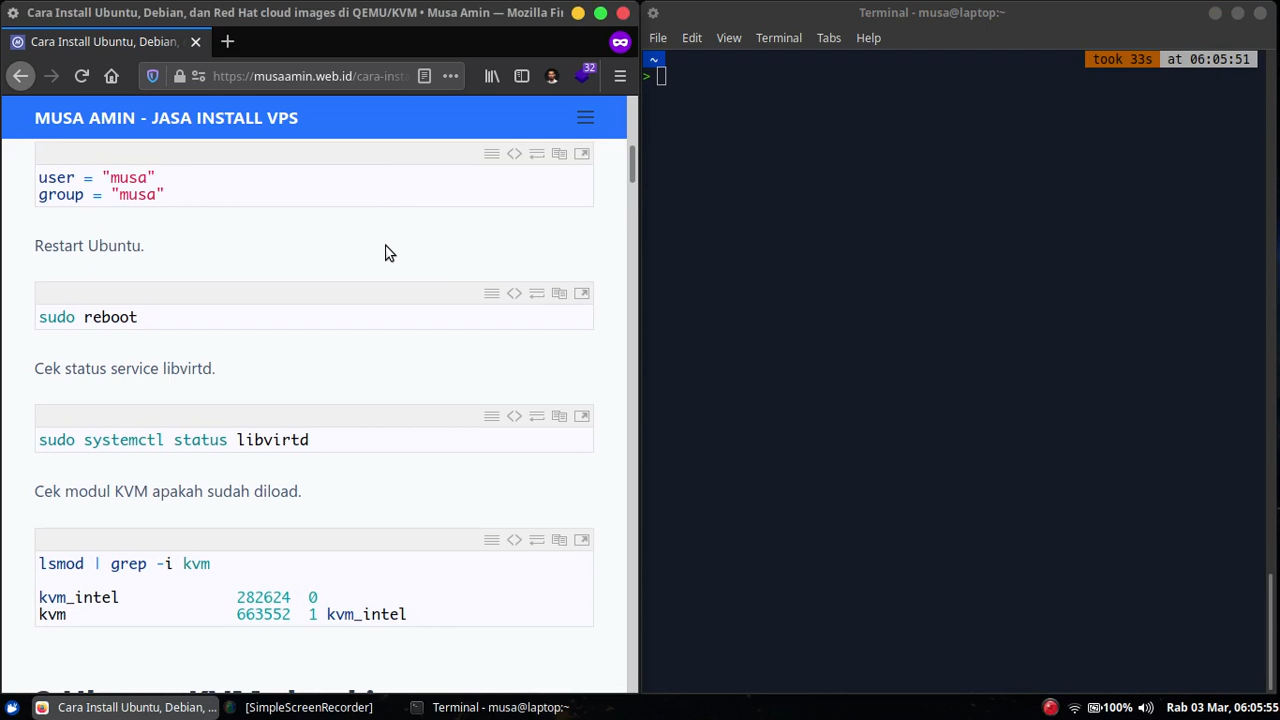 Cara Install Ubuntu, Debian, dan Red Hat cloud images di QEMU/KVM • Musa Amin — Mozilla Fir
Cara Install Ubuntu, Debian,
https://musaamin.web.id/cara-inst
32
MUSA AMIN - JASA INSTALL VPS
user = "musa"
group = "musa"
Restart Ubuntu.
sudo reboot
Cek status service libvirtd.
sudo systemctl status libvirtd
Cek modul KVM apakah sudah diload.
lsmod | grep -i kvm
kvm_intel 282624 0
kvm 663552 1 kvm_intel
Terminal - musa@laptop:~
File Edit View Terminal Tabs Help
~ took 33s at 06:05:51
>
Cara Install Ubuntu, Debian, ...
[SimpleScreenRecorder]
Terminal - musa@laptop:~
100%
Rab 03 Mar, 06:05:55